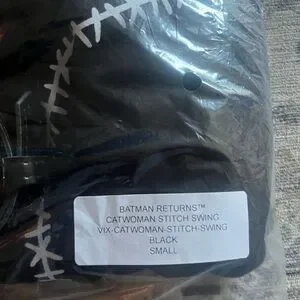 BATMAN RETURNS™
CATWOMAN STITCH SWING
VIX-CATWOMAN-STITCH-SWING
BLACK
SMALL